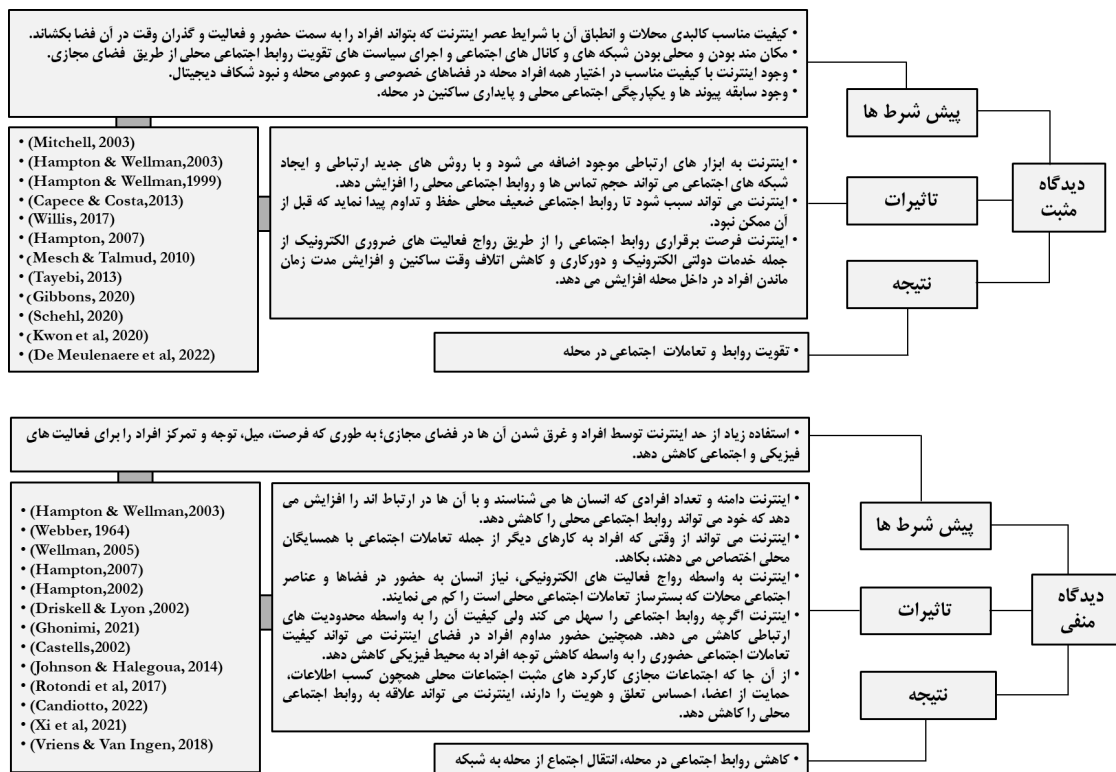 • کیفیت مناسب کالبدی محلات و انطباق آن با شرایط عصر اینترنت که بتواند افراد را به سمت حضور و فعالیت و گذران وقت در آن فضا بکشاند.
• مکان مند بودن و محلی بودن شبکه های و کانال های اجتماعی و اجرای سیاست های تقویت روابط اجتماعی محلی از طریق فضای مجازی.
• وجود اینترنت با کیفیت مناسب در اختیار همه افراد محله در فضاهای خصوصی و عمومی محله و نبود شکاف دیجیتال.
• وجود سابقه پیوند ها و یکپارچگی اجتماعی محلی و پایداری ساکنین در محله.
پیش شرط ها
دیدگاه
مثبت
تاثیرات
نتیجه
• اینترنت به ابزار های ارتباطی موجود اضافه می شود و با روش های جدید ارتباطی و ایجاد
شبکه های اجتماعی می تواند حجم تماس ها و روابط اجتماعی محلی را افزایش دهد.
• اینترنت می تواند سبب شود تا روابط اجتماعی ضعیف محلی حفظ و تداوم پیدا نماید که قبل از
آن ممکن نبود.
• اینترنت فرصت برقراری روابط اجتماعی را از طریق رواج فعالیت های ضروری الکترونیک از
جمله خدمات دولتی الکترونیک و دورکاری و کاهش اتلاف وقت ساکنین و افزایش مدت زمان
ماندن افراد در داخل محله افزایش می دهد.
• تقویت روابط و تعاملات اجتماعی در محله
• (Mitchell, 2003)
• (Hampton & Wellman,2003)
• (Hampton & Wellman,1999)
• (Capece & Costa,2013)
• (Willis, 2017)
• (Hampton, 2007)
• (Mesch & Talmud, 2010)
• (Tayebi, 2013)
• (Gibbons, 2020)
• (Schehl, 2020)
• (Kwon et al, 2020)
• (De Meulenaere et al, 2022)
• استفاده زیاد از حد اینترنت توسط افراد و غرق شدن آن ها در فضای مجازی؛ به طوری که فرصت، میل، توجه و تمرکز افراد را برای فعالیت های
فیزیکی و اجتماعی کاهش دهد.
پیش شرط ها
دیدگاه
منفی
تاثیرات
نتیجه
• اینترنت دامنه و تعداد افرادی که انسان ها می شناسند و با آن ها در ارتباط اند را افزایش می
دهد که خود می تواند روابط اجتماعی محلی را کاهش دهد.
• اینترنت می تواند از وقتی که افراد به کارهای دیگر از جمله تعاملات اجتماعی با همسایگان
محلی اختصاص می دهند، بکاهد.
• اینترنت به واسطه رواج فعالیت های الکترونیکی، نیاز انسان به حضور در فضاها و عناصر
اجتماعی محلات که بسترساز تعاملات اجتماعی محلی است را کم می نمایند.
• اینترنت اگرچه روابط اجتماعی را سهل می کند ولی کیفیت آن را به واسطه محدودیت های
ارتباطی کاهش می دهد. همچنین حضور مداوم افراد در فضای اینترنت می تواند کیفیت
تعاملات اجتماعی حضوری را به واسطه کاهش توجه افراد به محیط فیزیکی کاهش دهد.
• از آن جا که اجتماعات مجازی کارکرد های مثبت اجتماعات محلی همچون کسب اطلاعات،
حمایت از اعضا، احساس تعلق و هویت را دارند، اینترنت می تواند علاقه به روابط اجتماعی
محلی را کاهش دهد.
• کاهش روابط اجتماعی در محله، انتقال اجتماع از محله به شبکه
• (Hampton & Wellman,2003)
• (Webber, 1964)
• (Wellman, 2005)
• (Hampton,2007)
• (Hampton,2002)
• (Driskell & Lyon ,2002)
• (Ghonimi, 2021)
• (Castells,2002)
• (Johnson & Halegoua, 2014)
• (Rotondi et al, 2017)
• (Candiotto, 2022)
• (Xi et al, 2021)
• (Vriens & Van Ingen, 2018)